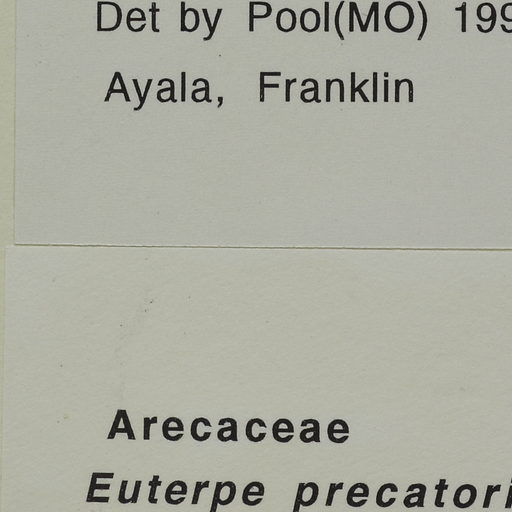 Det by Pool(MO) 199
Ayala, Franklin
Arecaceae
Euterpe precatori